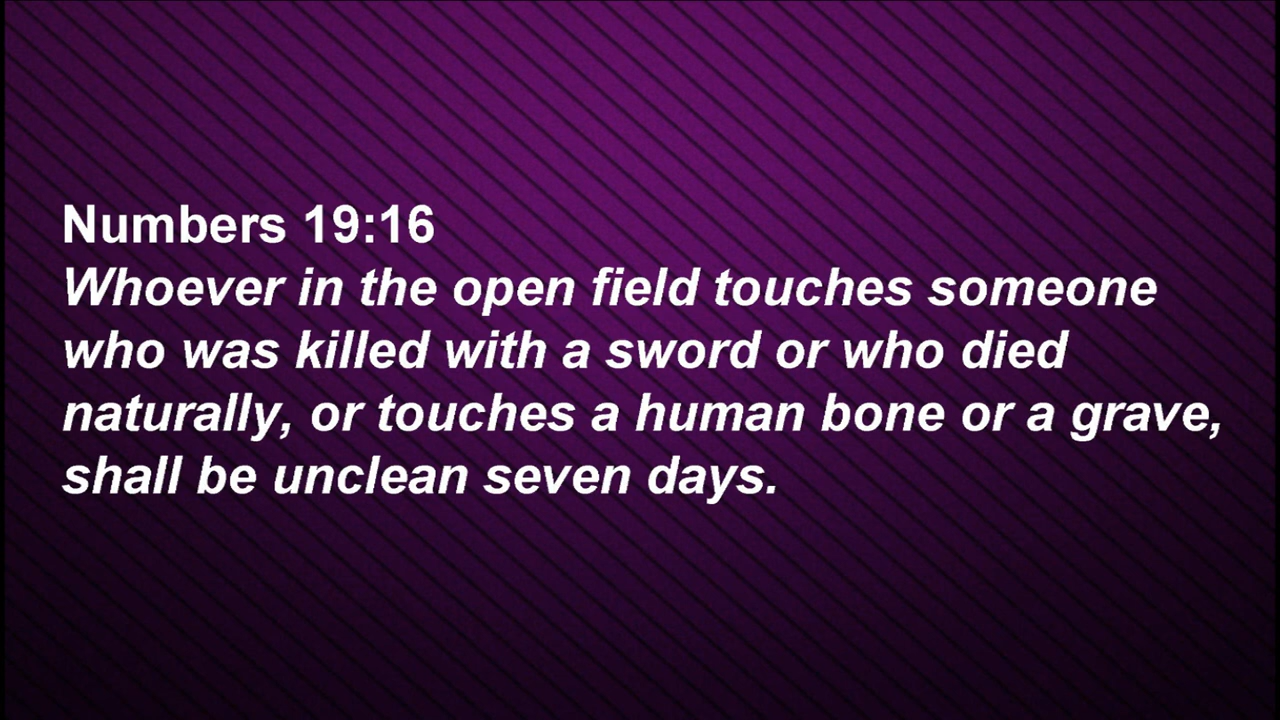 Numbers 19:16
Whoever in the open field touches someone
who was killed with a sword or who died
naturally, or touches a human bone or a grave,
shall be unclean seven days.